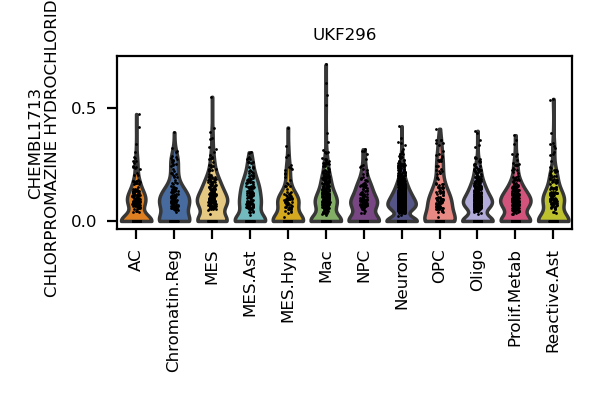 UKF296
CHEMBL1713
CHLORPROMAZINE HYDROCHLORID
0.5
0.0
AC
Chromatin.Reg
MES
MES.Ast
MES.Hyp
Mac
NPC
Neuron
OPC
Oligo
Prolif.Metab
Reactive.Ast